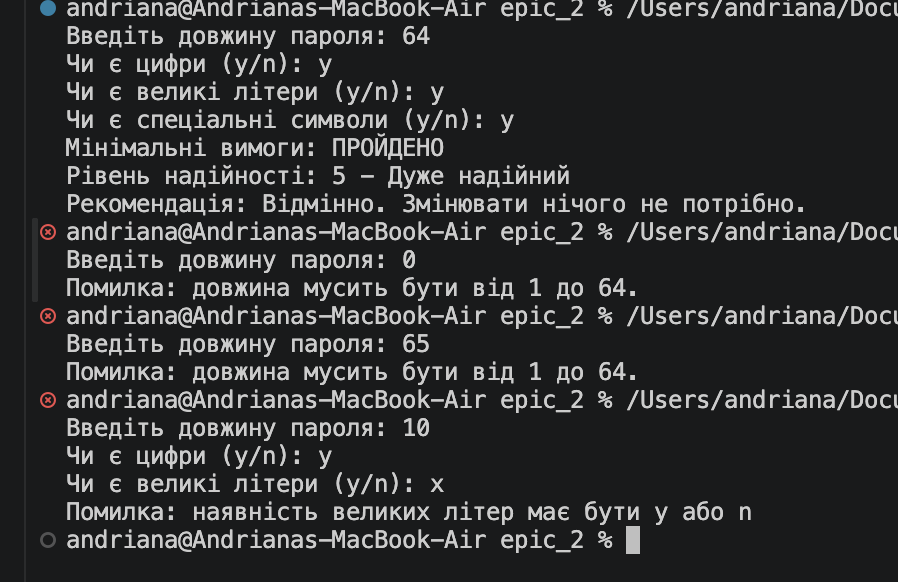 andriana@Andrianas-MacBook-Air epic_2 % /Users/andriana/Docu
Введіть довжину пароля: 64
Чи є цифри (y/n): y
Чи є великі літери (y/n): y
Чи є спеціальні символи (y/n): y
Мінімальні вимоги: ПРОЙДЕНО
Рівень надійності: 5 – Дуже надійний
Рекомендація: Відмінно. Змінювати нічого не потрібно.
andriana@Andrianas-MacBook-Air epic_2 % /Users/andriana/Docu
Введіть довжину пароля: 0
Помилка: довжина мусить бути від 1 до 64.
andriana@Andrianas-MacBook-Air epic_2 % /Users/andriana/Docu
Введіть довжину пароля: 65
Помилка: довжина мусить бути від 1 до 64.
andriana@Andrianas-MacBook-Air epic_2 % /Users/andriana/Docu
Введіть довжину пароля: 10
Чи є цифри (y/n): y
Чи є великі літери (y/n): x
Помилка: наявність великих літер має бути y або n
andriana@Andrianas-MacBook-Air epic_2 %